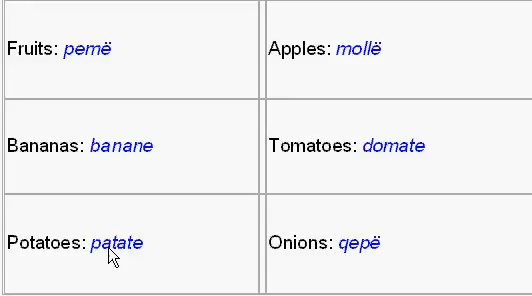 Fruits: pemë
Apples: mollë
Bananas: banane
Tomatoes: domate
Potatoes: patate
Onions: qepë